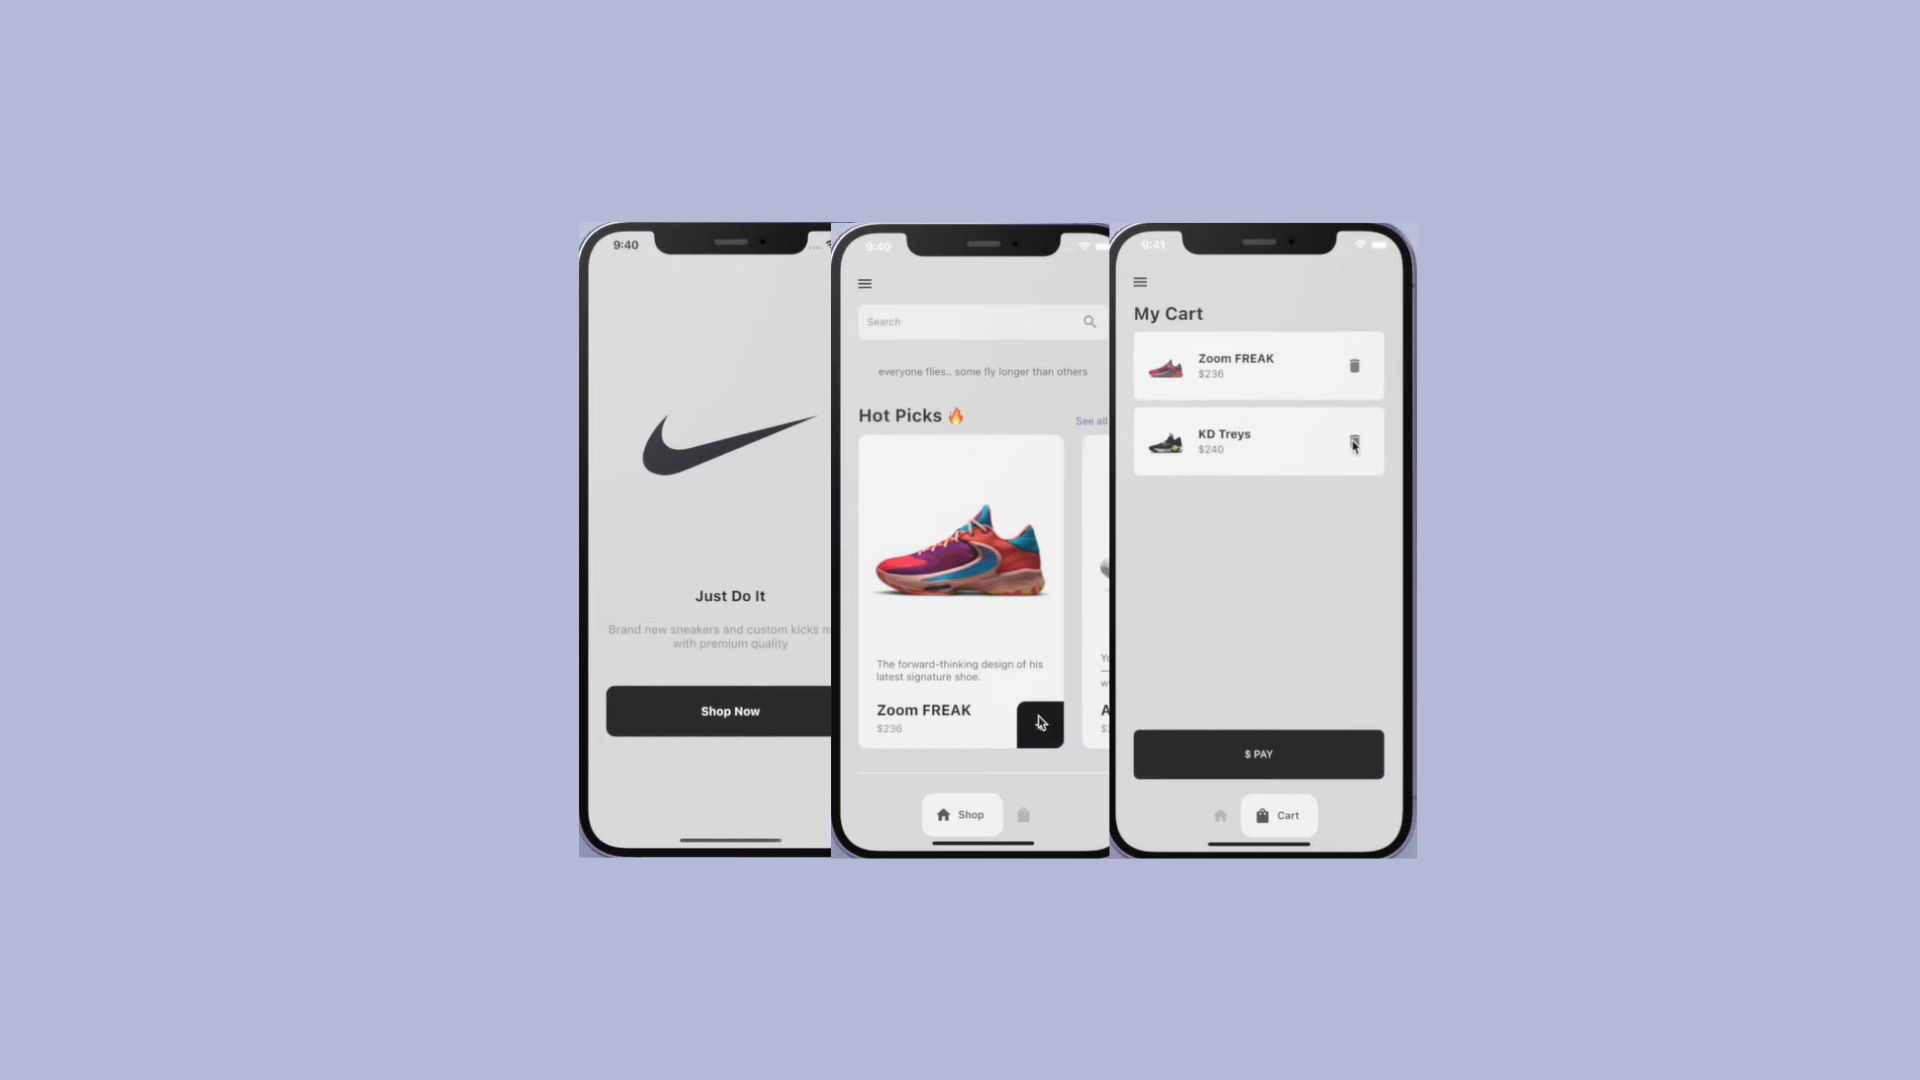 9:40
Just Do It
Brand new sneakers and custom kicks
with premium quality
Shop Now
9:40
Search
everyone flies.. some fly longer than others
Hot Picks 🔥
See all
The forward-thinking design of his
latest signature shoe.
Zoom FREAK
$236
Shop
9:41
My Cart
Zoom FREAK
$236
KD Treys
$240
$ PAY
Cart